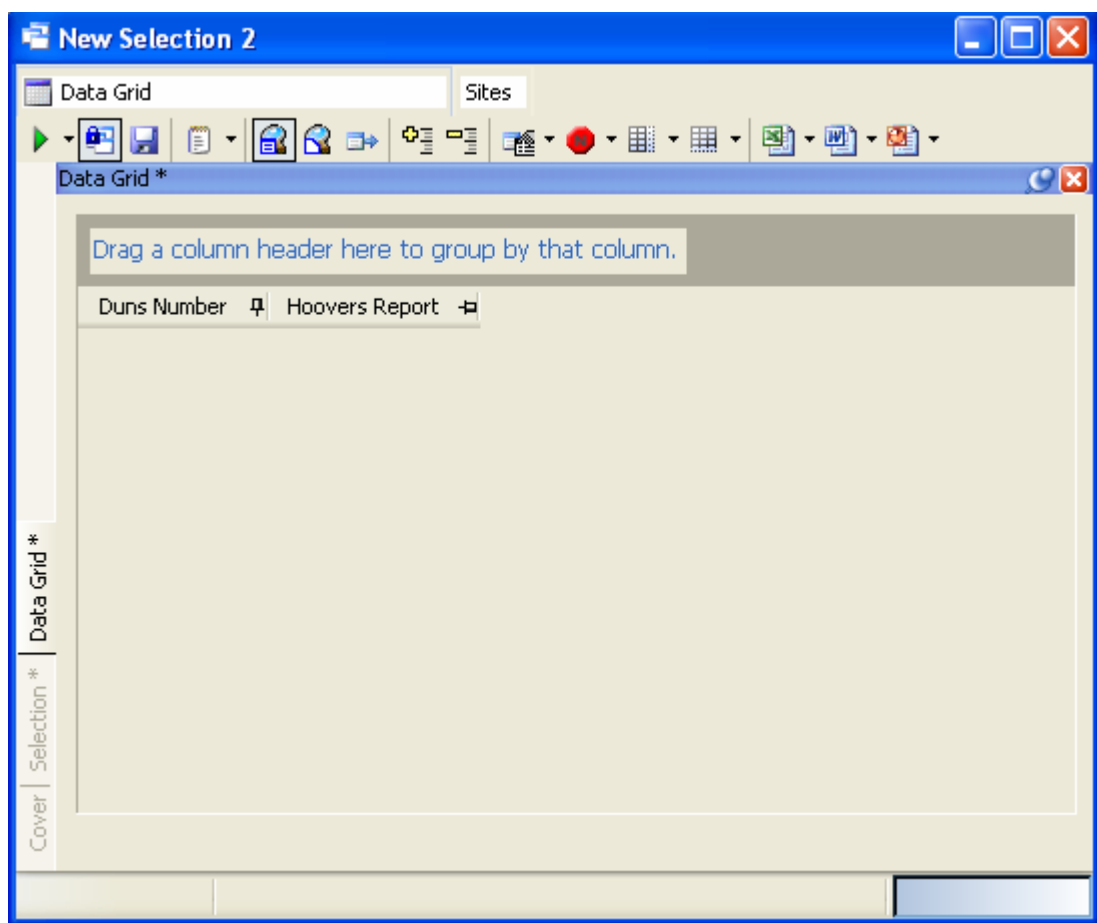 New Selection 2
Data Grid
Sites
Data Grid *
Drag a column header here to group by that column.
Duns Number
Hoovers Report
Data Grid *
Selection *
Cover